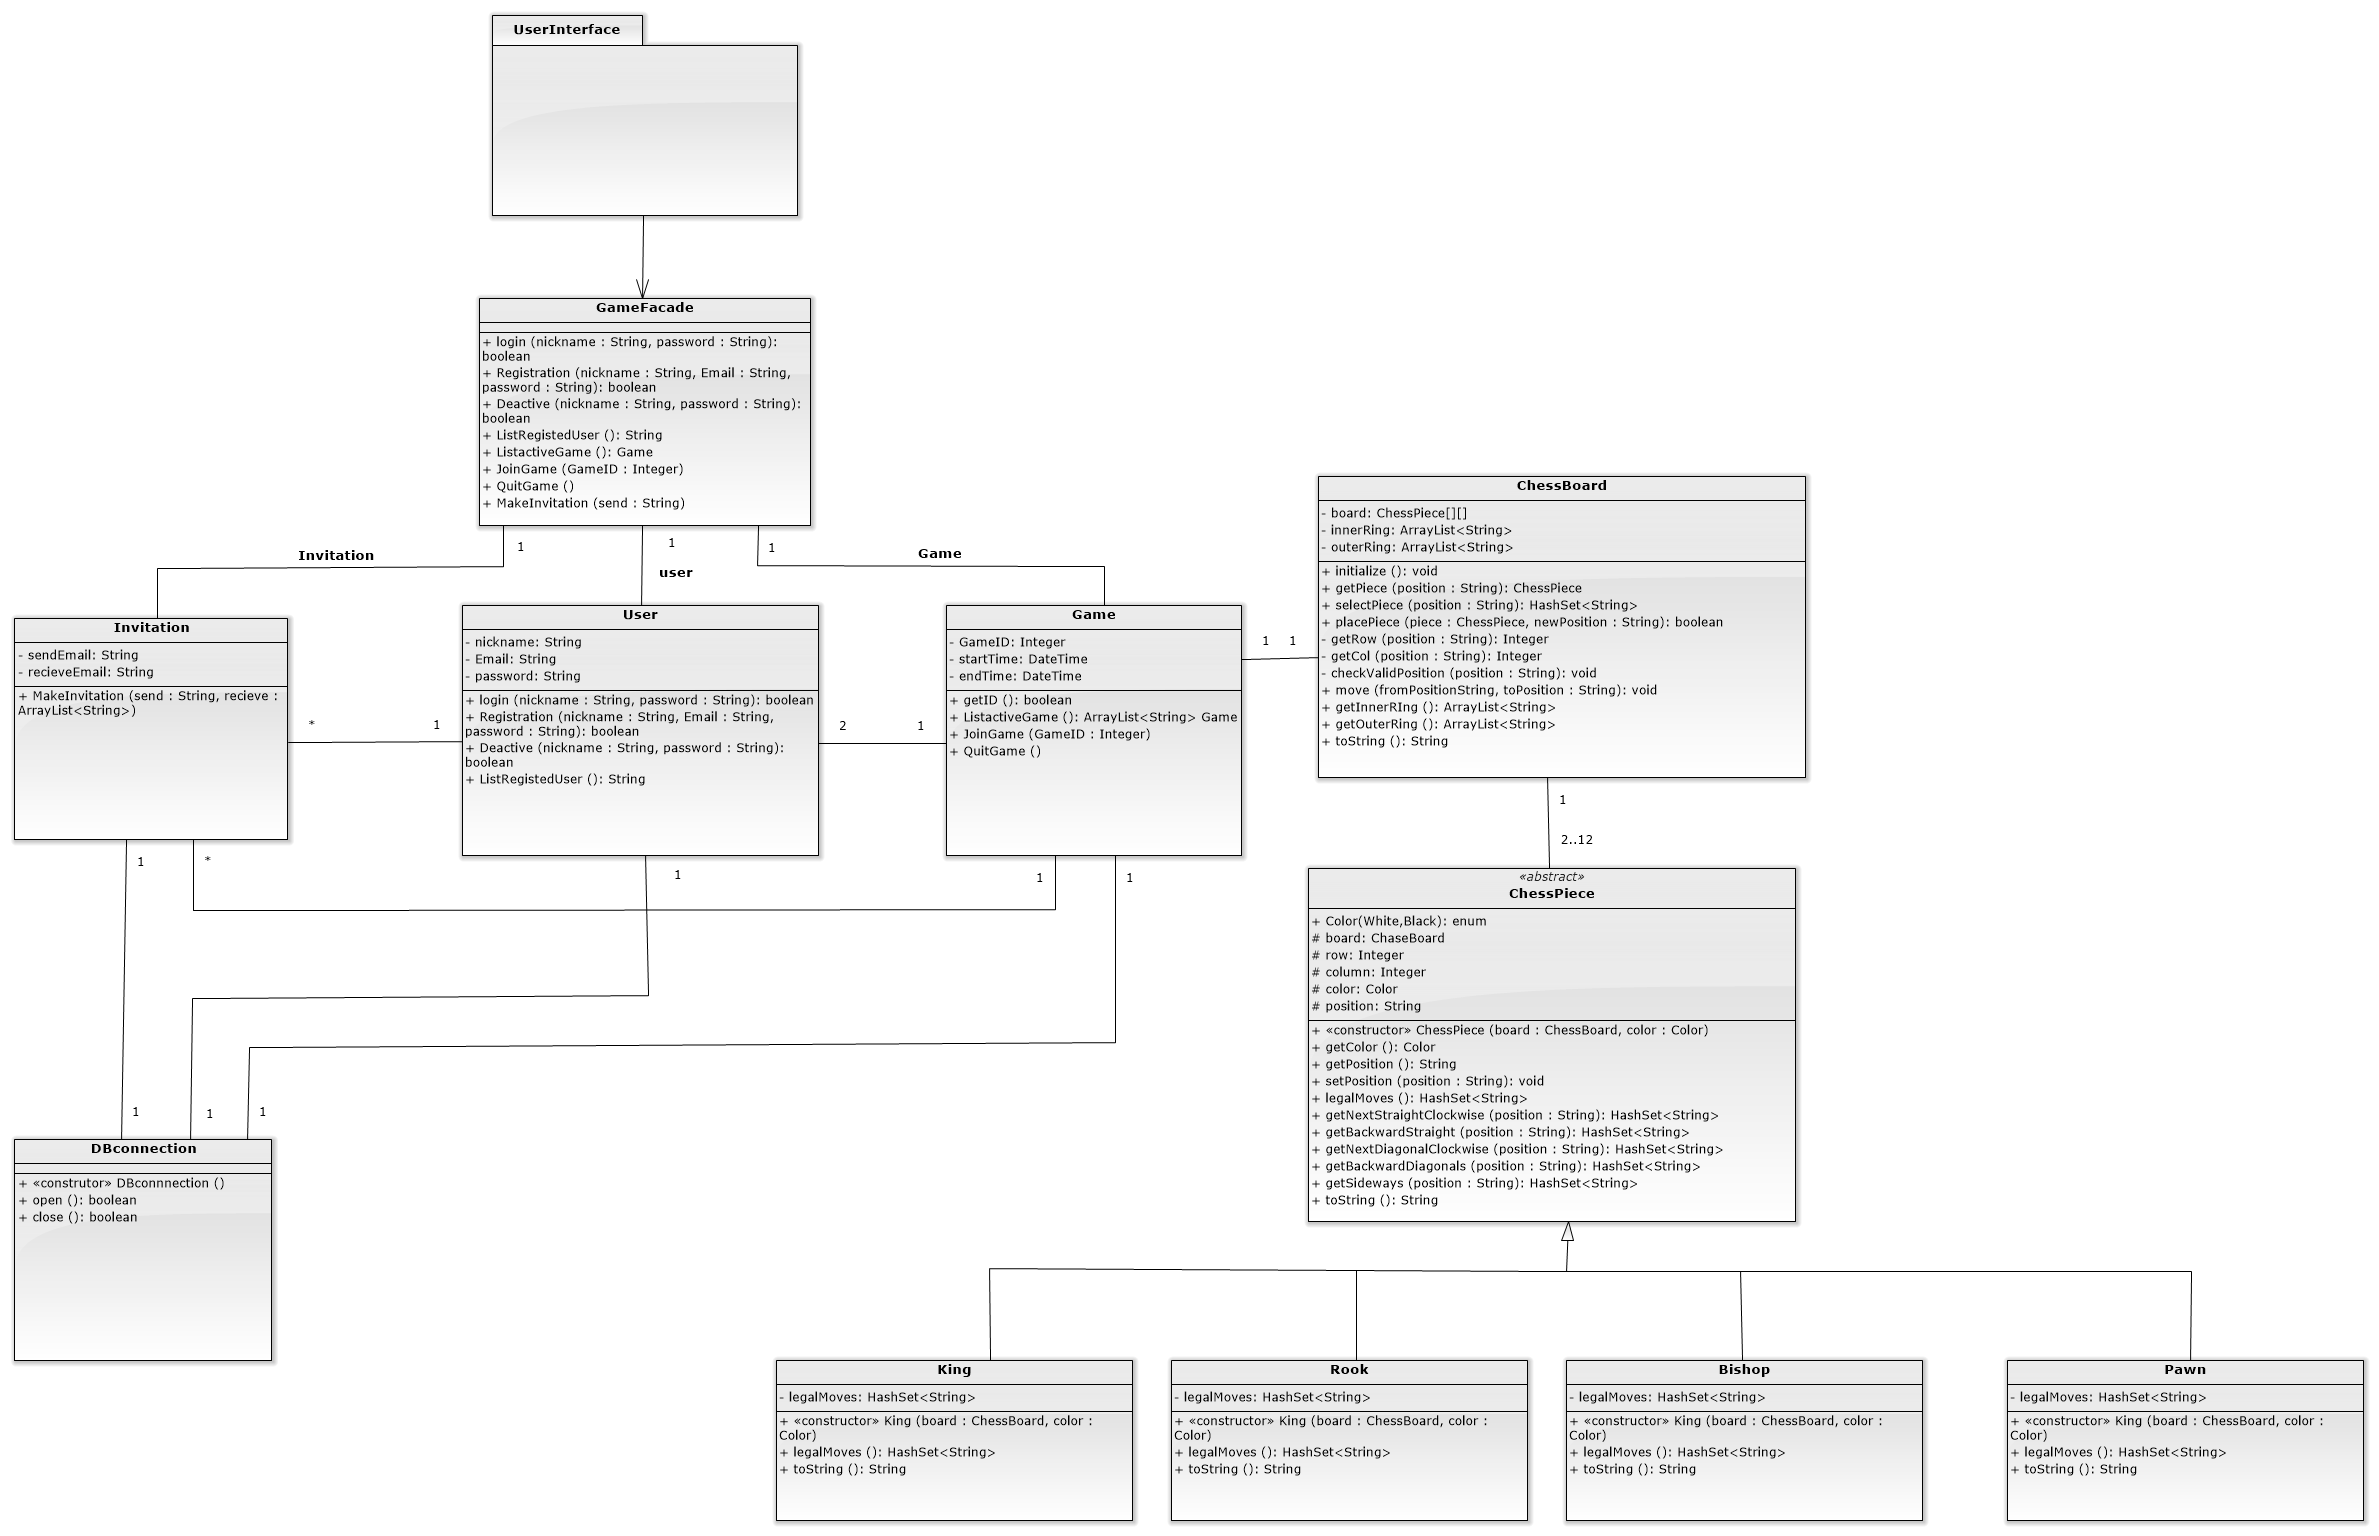 UserInterface
GameFacade
+ login (nickname : String, password : String):
boolean
+ Registration (nickname : String, Email : String,
password : String): boolean
+ Deactive (nickname : String, password : String):
boolean
+ ListRegistedUser (): String
+ ListactiveGame (): Game
+ JoinGame (GameID : Integer)
+ QuitGame ()
+ MakeInvitation (send : String)
1
1
1
Invitation
user
Game
Invitation
- sendEmail: String
- recieveEmail: String
+ MakeInvitation (send : String, recieve :
ArrayList<String>)
*
1
User
- nickname: String
- Email: String
- password: String
+ login (nickname : String, password : String): boolean
+ Registration (nickname : String, Email : String,
password : String): boolean
+ Deactive (nickname : String, password : String):
boolean
+ ListRegistedUser (): String
2
1
Game
- GameID: Integer
- startTime: DateTime
- endTime: DateTime
+ getID (): boolean
+ ListactiveGame (): ArrayList<String> Game
+ JoinGame (GameID : Integer)
+ QuitGame ()
1
1
ChessBoard
- board: ChessPiece[][]
- innerRing: ArrayList<String>
- outerRing: ArrayList<String>
+ initialize (): void
+ getPiece (position : String): ChessPiece
+ selectPiece (position : String): HashSet<String>
+ placePiece (piece : ChessPiece, newPosition : String): boolean
- getRow (position : String): Integer
- getCol (position : String): Integer
- checkValidPosition (position : String): void
+ move (fromPositionString, toPosition : String): void
+ getInnerRIng (): ArrayList<String>
+ getOuterRing (): ArrayList<String>
+ toString (): String
1
2..12
1
*
1
1
1
«abstract»
ChessPiece
+ Color(White,Black): enum
# board: ChaseBoard
# row: Integer
# column: Integer
# color: Color
# position: String
+ «constructor» ChessPiece (board : ChessBoard, color : Color)
+ getColor (): Color
+ getPosition (): String
+ setPosition (position : String): void
+ legalMoves (): HashSet<String>
+ getNextStraightClockwise (position : String): HashSet<String>
+ getBackwardStraight (position : String): HashSet<String>
+ getNextDiagonalClockwise (position : String): HashSet<String>
+ getBackwardDiagonals (position : String): HashSet<String>
+ getSideways (position : String): HashSet<String>
+ toString (): String
1
1
1
DBconnection
+ «construtor» DBconnnection ()
+ open (): boolean
+ close (): boolean
King
- legalMoves: HashSet<String>
+ «constructor» King (board : ChessBoard, color :
Color)
+ legalMoves (): HashSet<String>
+ toString (): String
Rook
- legalMoves: HashSet<String>
+ «constructor» King (board : ChessBoard, color :
Color)
+ legalMoves (): HashSet<String>
+ toString (): String
Bishop
- legalMoves: HashSet<String>
+ «constructor» King (board : ChessBoard, color :
Color)
+ legalMoves (): HashSet<String>
+ toString (): String
Pawn
- legalMoves: HashSet<String>
+ «constructor» King (board : ChessBoard, color :
Color)
+ legalMoves (): HashSet<String>
+ toString (): String